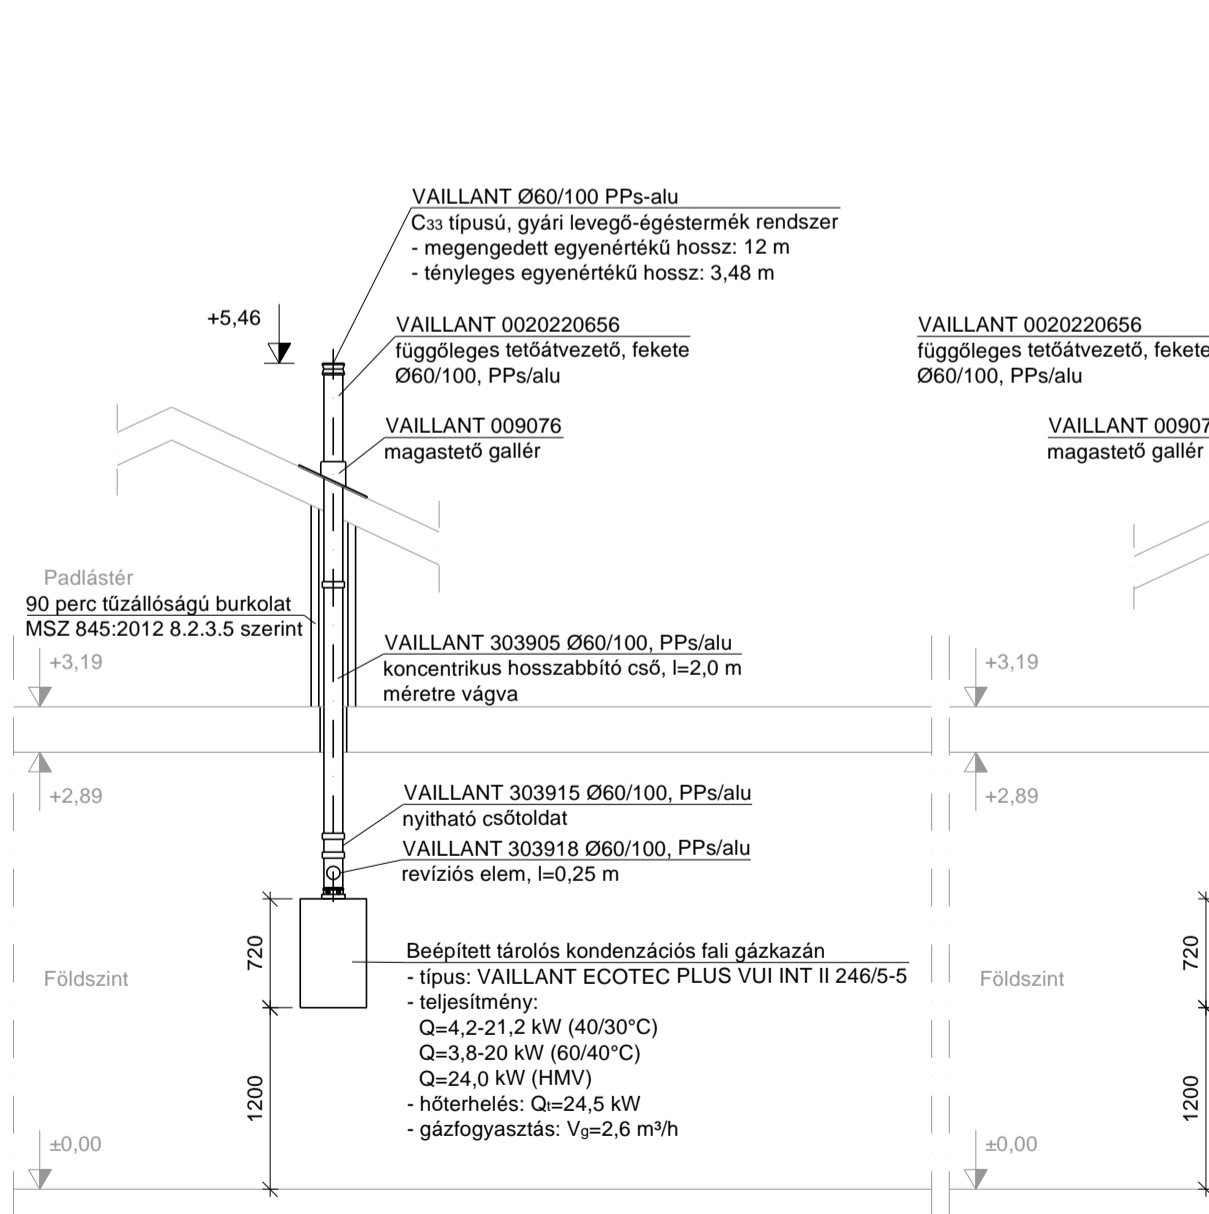 VAILLANT Ø60/100 PPs-alu
C33 típusú, gyári levegő-égéstermék rendszer
- megengedett egyenértékű hossz: 12 m
- tényleges egyenértékű hossz: 3,48 m
+5,46
VAILLANT 0020220656
függőleges tetőátvezető, fekete
Ø60/100, PPs/alu
VAILLANT 009076
magastető gallér
Padlástér
90 perc tűzállóságú burkolat
MSZ 845:2012 8.2.3.5 szerint
+3,19
VAILLANT 303905 Ø60/100, PPs/alu
koncentrikus hosszabbító cső, l=2,0 m
méretre vágva
+2,89
VAILLANT 303915 Ø60/100, PPs/alu
nyitható csőtoldat
VAILLANT 303918 Ø60/100, PPs/alu
revíziós elem, l=0,25 m
720
Földszint
Beépített tárolós kondenzációs fali gázkazán
- típus: VAILLANT ECOTEC PLUS VUI INT II 246/5-5
- teljesítmény:
Q=4,2-21,2 kW (40/30°C)
Q=3,8-20 kW (60/40°C)
Q=24,0 kW (HMV)
- hőterhelés: Qt=24,5 kW
- gázfogyasztás: Vg=2,6 m³/h
1200
±0,00
VAILLANT 0020220656
függőleges tetőátvezető, fekete
Ø60/100, PPs/alu
VAILLANT 00907
magastető gallér
+3,19
+2,89
720
Földszint
1200
±0,00